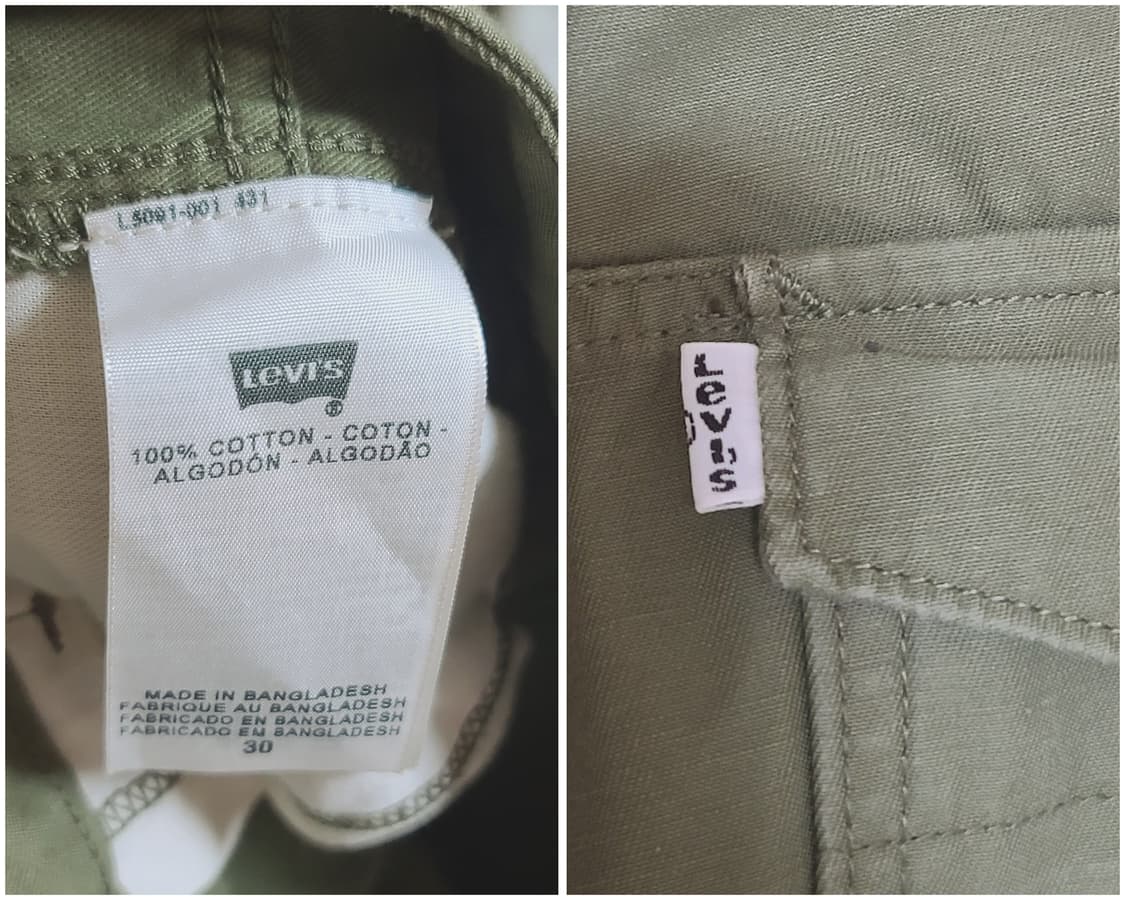 L5091-001 431
LEVI'S
®
100% COTTON - COTON -
ALGODÓN - ALGODÃO
MADE IN BANGLADESH
FABRIQUE AU BANGLADESH
FABRICADO EN BANGLADESH
FABRICADO EM BANGLADESH
30
LeVI'S